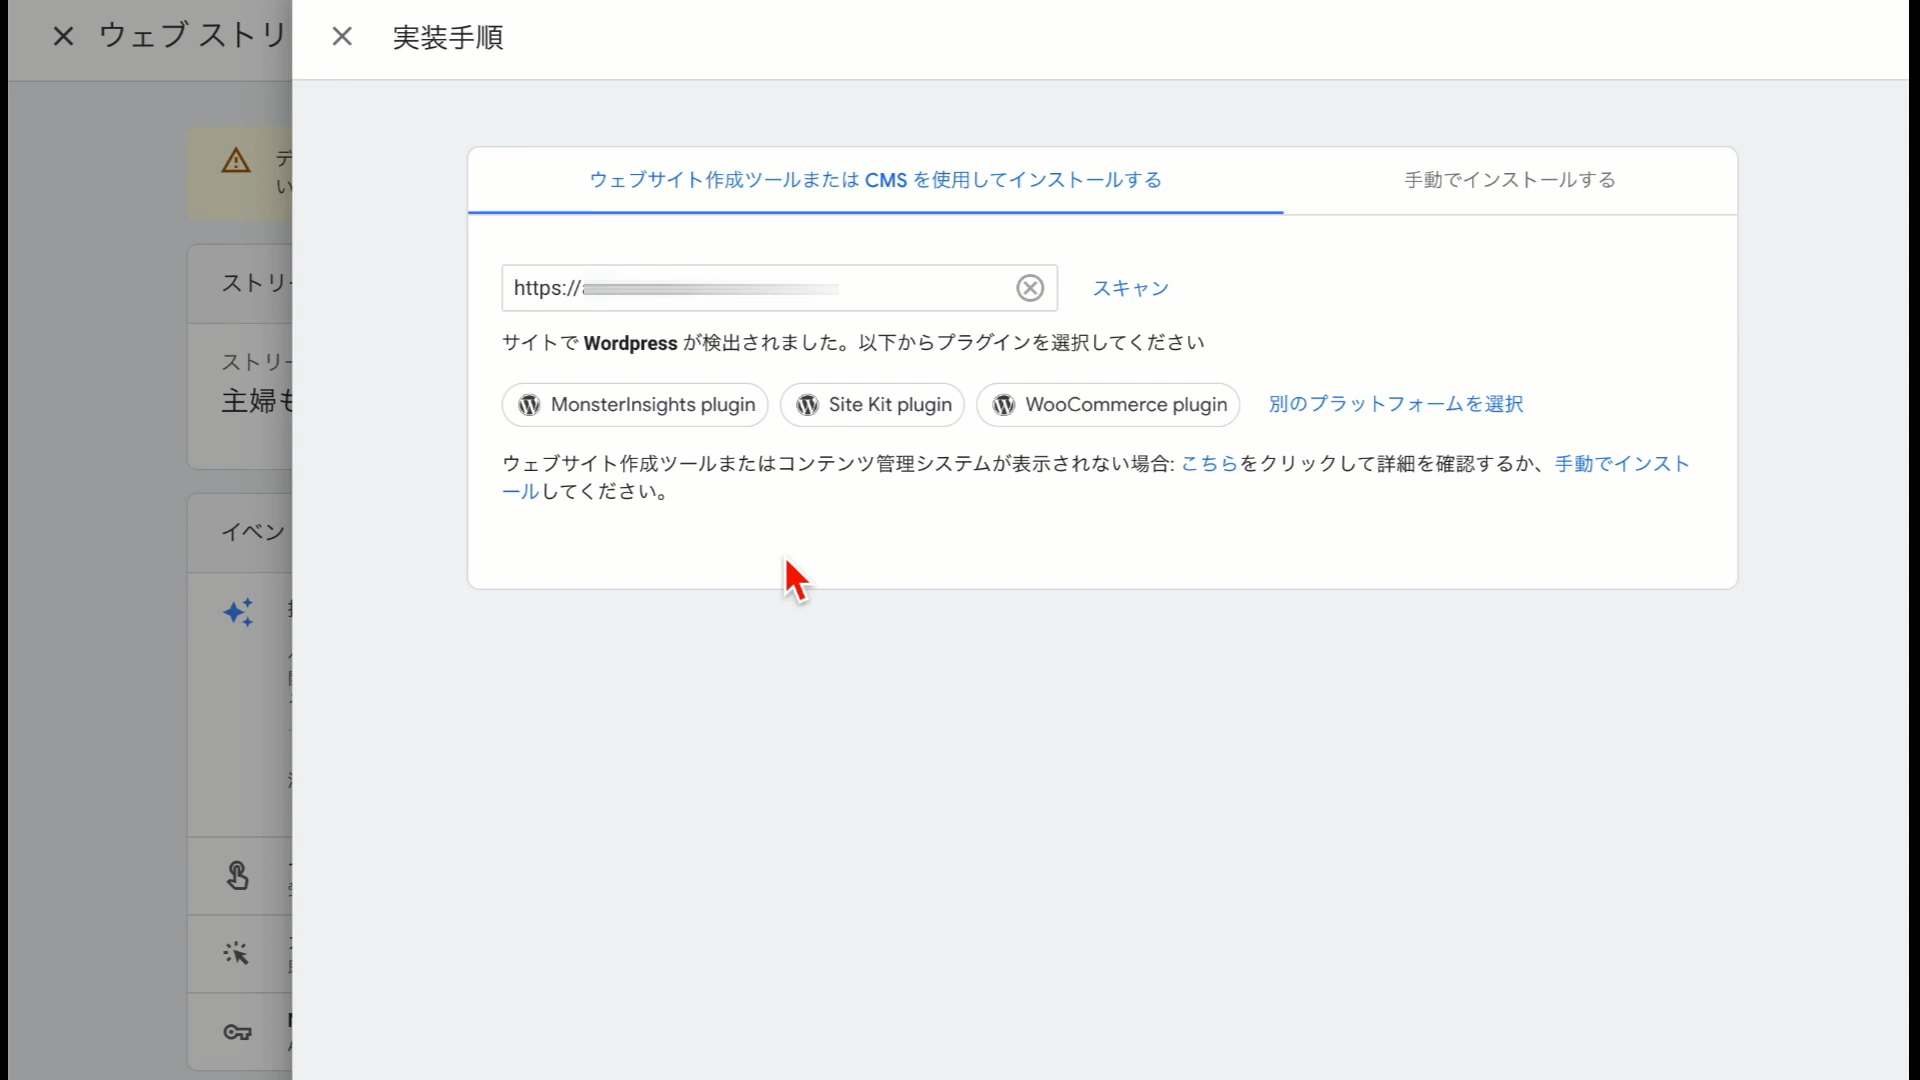 ウェブ ストリ
実装手順
ウェブサイト作成ツールまたは CMS を使用してインストールする
手動でインストールする
デ
い
ストリー
https://
スキャン
サイトで Wordpress が検出されました。以下からプラグインを選択してください
ストリー
主婦も
MonsterInsights plugin
Site Kit plugin
WooCommerce plugin
別のプラットフォームを選択
ウェブサイト作成ツールまたはコンテンツ管理システムが表示されない場合: こちらをクリックして詳細を確認するか、手動でインスト
ールしてください。
イベン